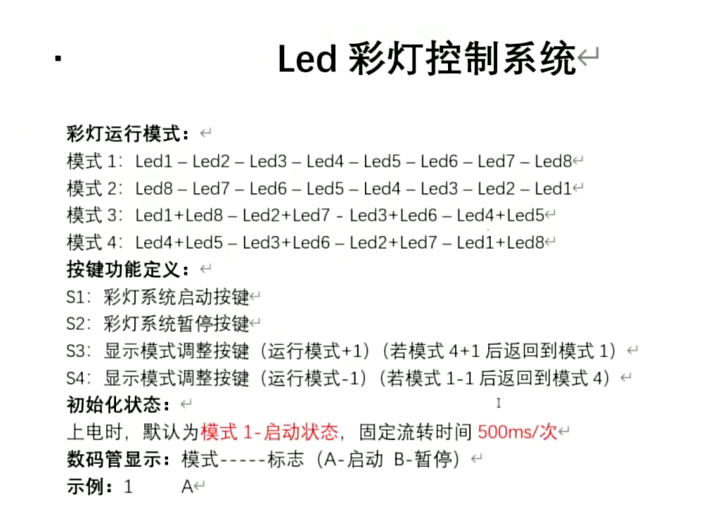 Led 彩灯控制系统
彩灯运行模式：
模式 1：Led1 – Led2 – Led3 – Led4 – Led5 – Led6 – Led7 – Led8
模式 2：Led8 – Led7 – Led6 – Led5 – Led4 – Led3 – Led2 – Led1
模式 3：Led1+Led8 – Led2+Led7 - Led3+Led6 – Led4+Led5
模式 4：Led4+Led5 – Led3+Led6 – Led2+Led7 – Led1+Led8
按键功能定义：
S1：彩灯系统启动按键
S2：彩灯系统暂停按键
S3：显示模式调整按键（运行模式+1）（若模式 4+1 后返回到模式 1）
S4：显示模式调整按键（运行模式-1）（若模式 1-1 后返回到模式 4）
初始化状态：
上电时，默认为模式 1-启动状态，固定流转时间 500ms/次
数码管显示：模式-----标志（A-启动 B-暂停）
示例：1 A